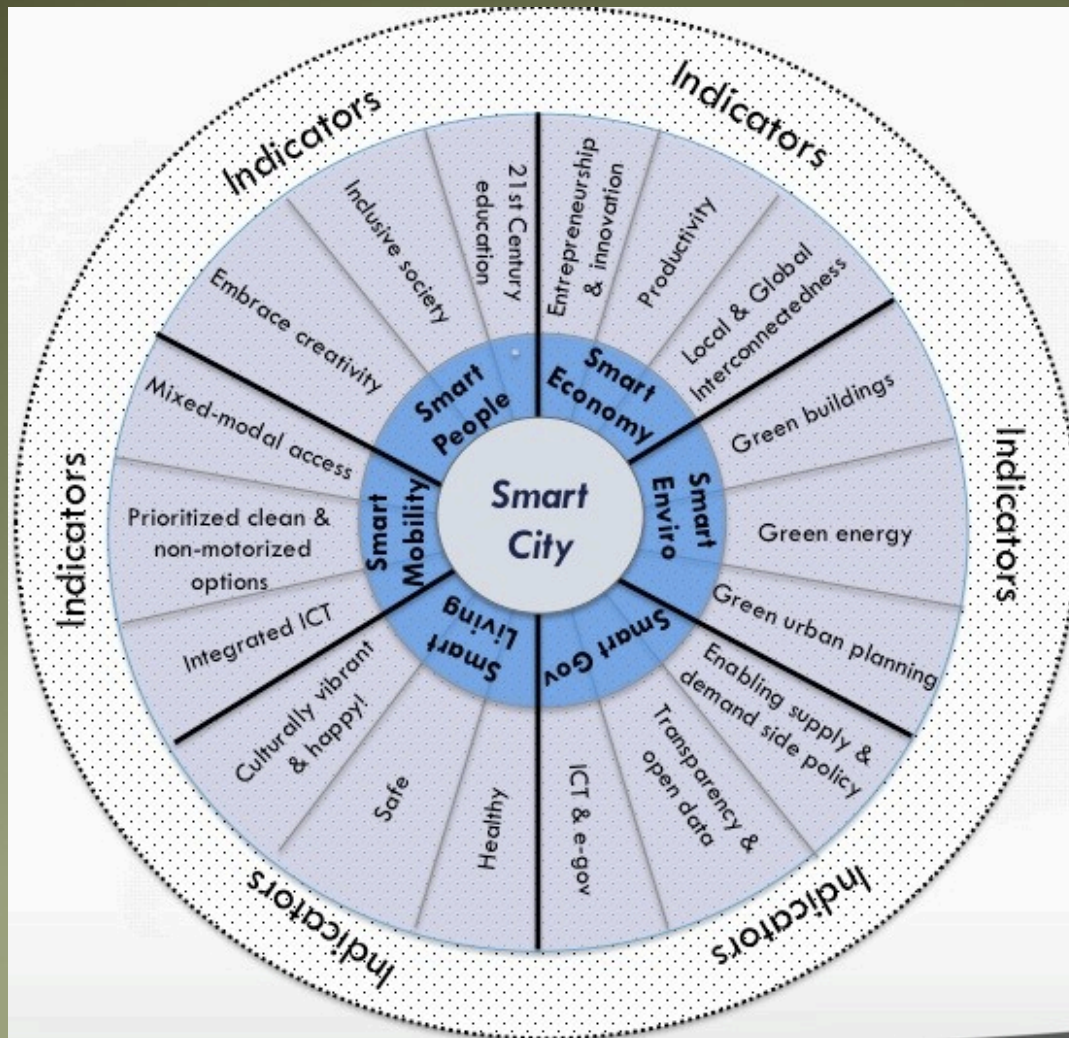 Smart
City
Smart
Economy
Entrepreneurship
& innovation
Productivity
Local & Global
Interconnectedness
Indicators
Smart
Enviro
Green buildings
Green energy
Green urban planning
Indicators
Smart Gov
Enabling supply &
demand side policy
Transparency &
open data
ICT & e-gov
Indicators
Smart
Living
Healthy
Safe
Culturally vibrant
& happy!
Indicators
Smart
Mobility
Integrated ICT
Prioritized clean &
non-motorized
options
Mixed-modal access
Indicators
Smart
People
Embrace creativity
Inclusive society
21st Century
education
Indicators